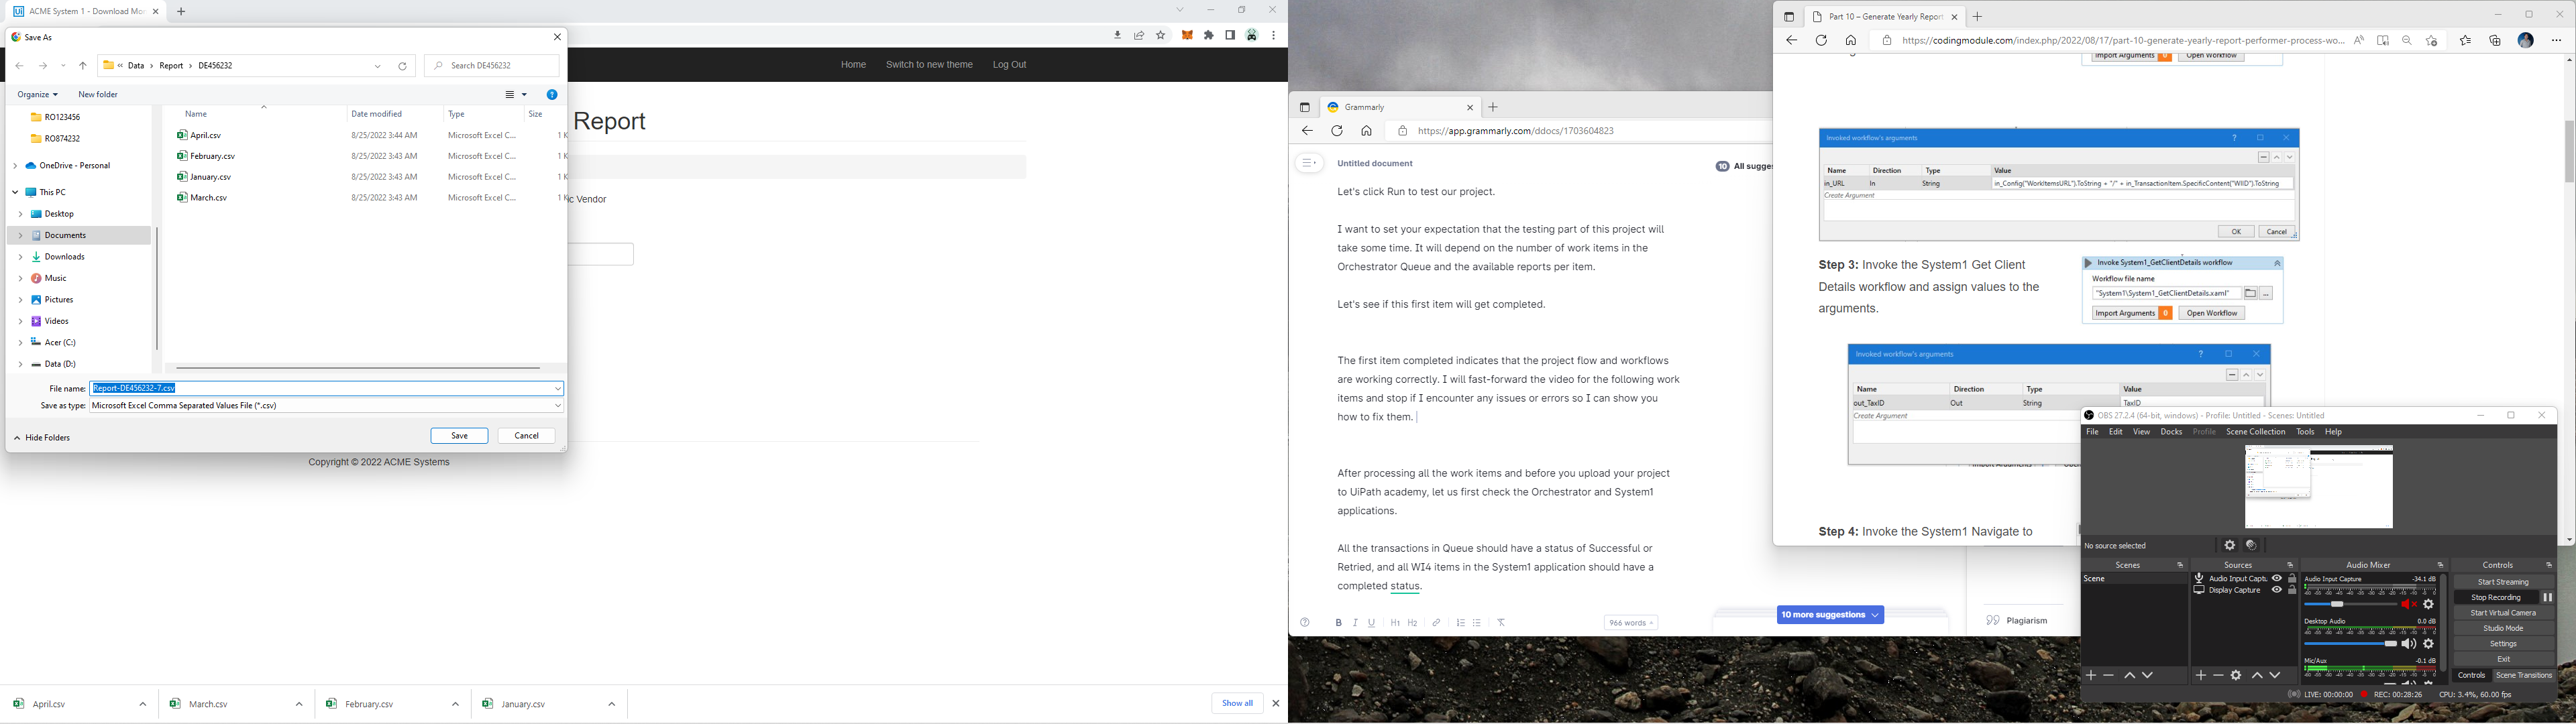 ACME System 1 - Download Mon
Save As
Data › Report › DE456232
Search DE456232
Organize
New folder
Name
Date modified
Type
Size
RO123456
RO874232
OneDrive - Personal
This PC
Desktop
Documents
Downloads
Music
Pictures
Videos
Acer (C:)
Data (D:)
April.csv 8/25/2022 3:44 AM Microsoft Excel C... 1 K
February.csv 8/25/2022 3:43 AM Microsoft Excel C... 1 K
January.csv 8/25/2022 3:43 AM Microsoft Excel C... 1 K
March.csv 8/25/2022 3:43 AM Microsoft Excel C... 1 K
File name: Report-DE456232-7.csv
Save as type: Microsoft Excel Comma Separated Values File (*.csv)
Hide Folders
Save
Cancel
Home
Switch to new theme
Log Out
Report
ic Vendor
Copyright © 2022 ACME Systems
April.csv
March.csv
February.csv
January.csv
Show all
Grammarly
https://app.grammarly.com/ddocs/1703604823
Untitled document
10 All sugges
Let's click Run to test our project.
I want to set your expectation that the testing part of this project will
take some time. It will depend on the number of work items in the
Orchestrator Queue and the available reports per item.
Let's see if this first item will get completed.
The first item completed indicates that the project flow and workflows
are working correctly. I will fast-forward the video for the following work
items and stop if I encounter any issues or errors so I can show you
how to fix them.
After processing all the work items and before you upload your project
to UiPath academy, let us first check the Orchestrator and System1
applications.
All the transactions in Queue should have a status of Successful or
Retried, and all WI4 items in the System1 application should have a
completed status.
B I U H1 H2
966 words
10 more suggestions
Plagiarism
Part 10 – Generate Yearly Report
https://codingmodule.com/index.php/2022/08/17/part-10-generate-yearly-report-performer-process-wo...
Import Arguments
Open Workflow
Invoked workflow's arguments
Name Direction Type Value
in_URL In String in_Config("WorkItemsURL").ToString + "/" + in_TransactionItem.SpecificContent("WIID").ToString
Create Argument
OK
Cancel
Step 3: Invoke the System1 Get Client
Details workflow and assign values to the
arguments.
Invoke System1_GetClientDetails workflow
Workflow file name
"System1\System1_GetClientDetails.xaml"
Import Arguments 0
Open Workflow
Invoked workflow's arguments
Name Direction Type Value
out_TaxID Out String TaxID
Create Argument
Step 4: Invoke the System1 Navigate to
OBS 27.2.4 (64-bit, windows) - Profile: Untitled - Scenes: Untitled
File Edit View Docks Profile Scene Collection Tools Help
No source selected
Scenes
Sources
Audio Mixer
Controls
Scene
Audio Input Captu
Display Capture
Audio Input Capture -34.1 dB
Desktop Audio 0.0 dB
Mic/Aux -0.1 dB
Start Streaming
Stop Recording
Start Virtual Camera
Studio Mode
Settings
Exit
Controls
Scene Transitions
LIVE: 00:00:00
REC: 00:28:26
CPU: 3.4%, 60.00 fps